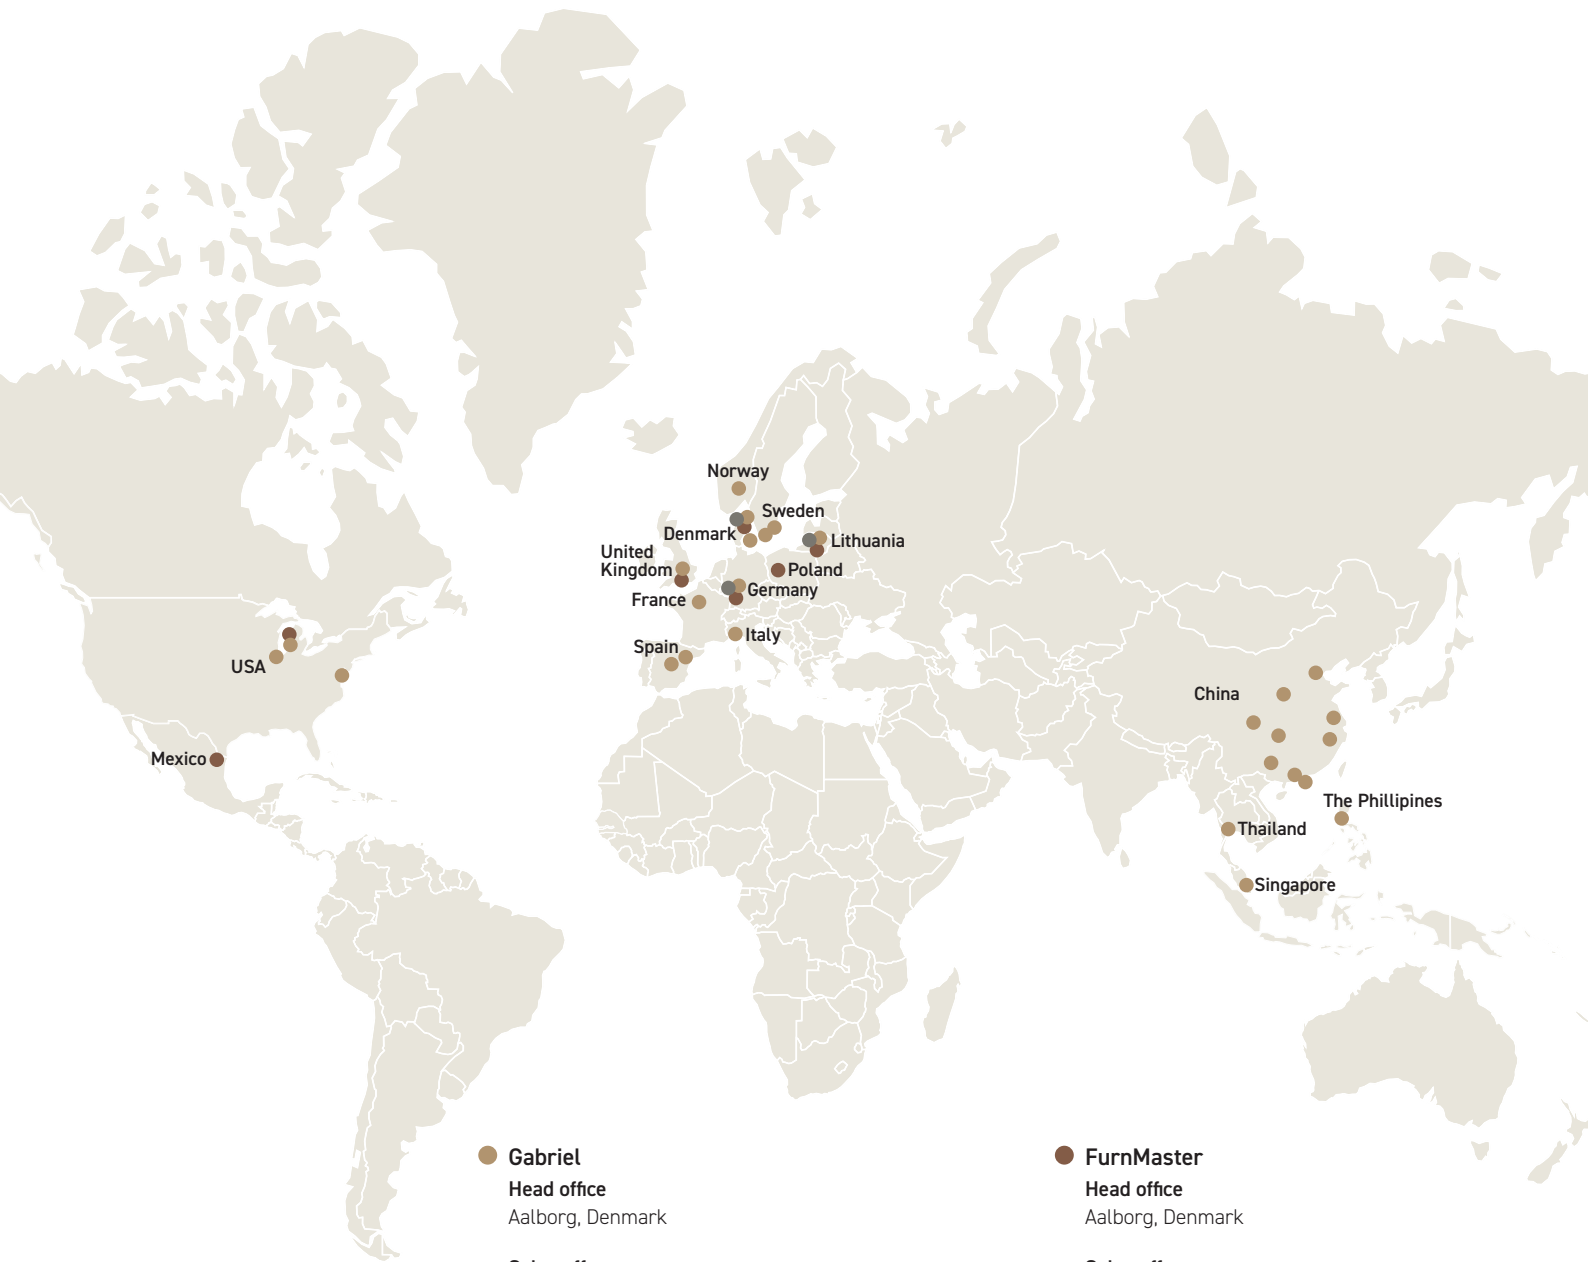 Norway
Sweden
Denmark
Lithuania
United
Kingdom
Poland
Germany
France
Italy
Spain
USA
China
Mexico
The Phillipines
Thailand
Singapore
Gabriel
Head office
Aalborg, Denmark
FurnMaster
Head office
Aalborg, Denmark